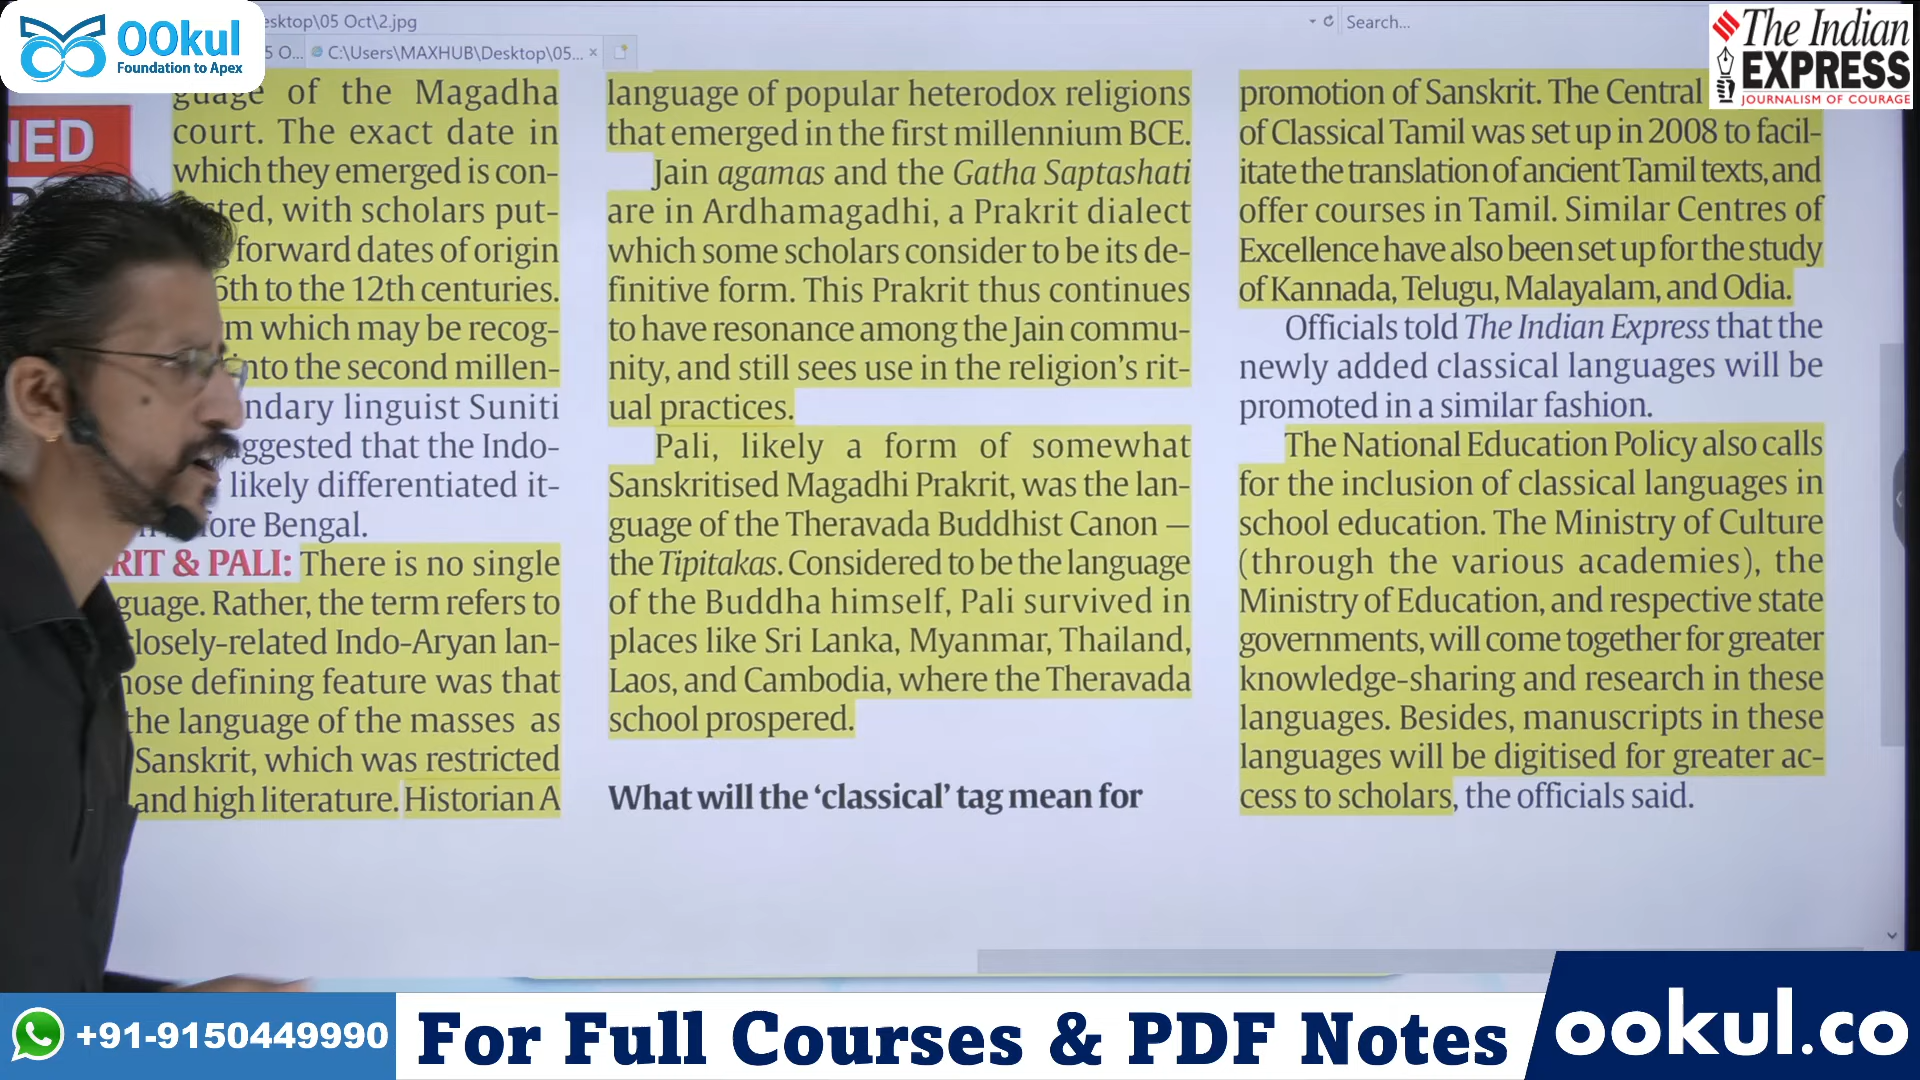 OOkul
Foundation to Apex
esktop\05 Oct\2.jpg
Search...
5 O...
C:\Users\MAXHUB\Desktop\05...
The Indian
EXPRESS
JOURNALISM OF COURAGE
NED
guage of the Magadha
court. The exact date in
which they emerged is con-
sted, with scholars put-
forward dates of origin
6th to the 12th centuries.
m which may be recog-
nto the second millen-
ndary linguist Suniti
ggested that the Indo-
likely differentiated it-
fore Bengal.
RIT & PALI: There is no single
guage. Rather, the term refers to
losely-related Indo-Aryan lan-
hose defining feature was that
the language of the masses as
Sanskrit, which was restricted
and high literature. Historian A
language of popular heterodox religions
that emerged in the first millennium BCE.
Jain agamas and the Gatha Saptashati
are in Ardhamagadhi, a Prakrit dialect
which some scholars consider to be its de-
finitive form. This Prakrit thus continues
to have resonance among the Jain commu-
nity, and still sees use in the religion's rit-
ual practices.
Pali, likely a form of somewhat
Sanskritised Magadhi Prakrit, was the lan-
guage of the Theravada Buddhist Canon —
the Tipitakas. Considered to be the language
of the Buddha himself, Pali survived in
places like Sri Lanka, Myanmar, Thailand,
Laos, and Cambodia, where the Theravada
school prospered.
What will the 'classical' tag mean for
promotion of Sanskrit. The Central
of Classical Tamil was set up in 2008 to facil-
itate the translation of ancient Tamil texts, and
offer courses in Tamil. Similar Centres of
Excellence have also been set up for the study
of Kannada, Telugu, Malayalam, and Odia.
Officials told The Indian Express that the
newly added classical languages will be
promoted in a similar fashion.
The National Education Policy also calls
for the inclusion of classical languages in
school education. The Ministry of Culture
(through the various academies), the
Ministry of Education, and respective state
governments, will come together for greater
knowledge-sharing and research in these
languages. Besides, manuscripts in these
languages will be digitised for greater ac-
cess to scholars, the officials said.
+91-9150449990
For Full Courses & PDF Notes
ookul.co